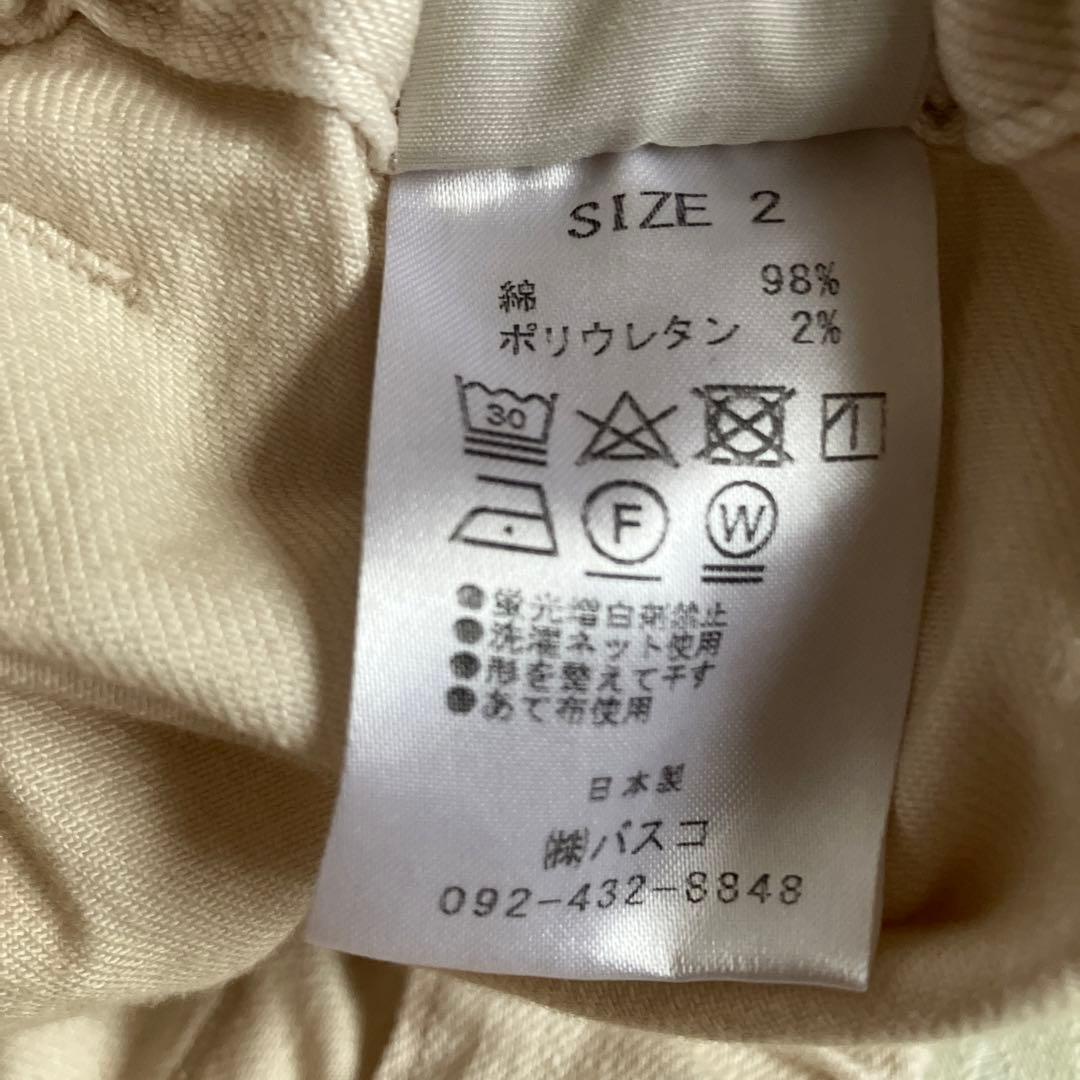 SIZE 2
綿 98%
ポリウレタン 2%
30
F
W
●蛍光増白剤禁止
●洗濯ネット使用
●形を整えて干す
●あて布使用
日本製
㈱パスコ
092-432-8848